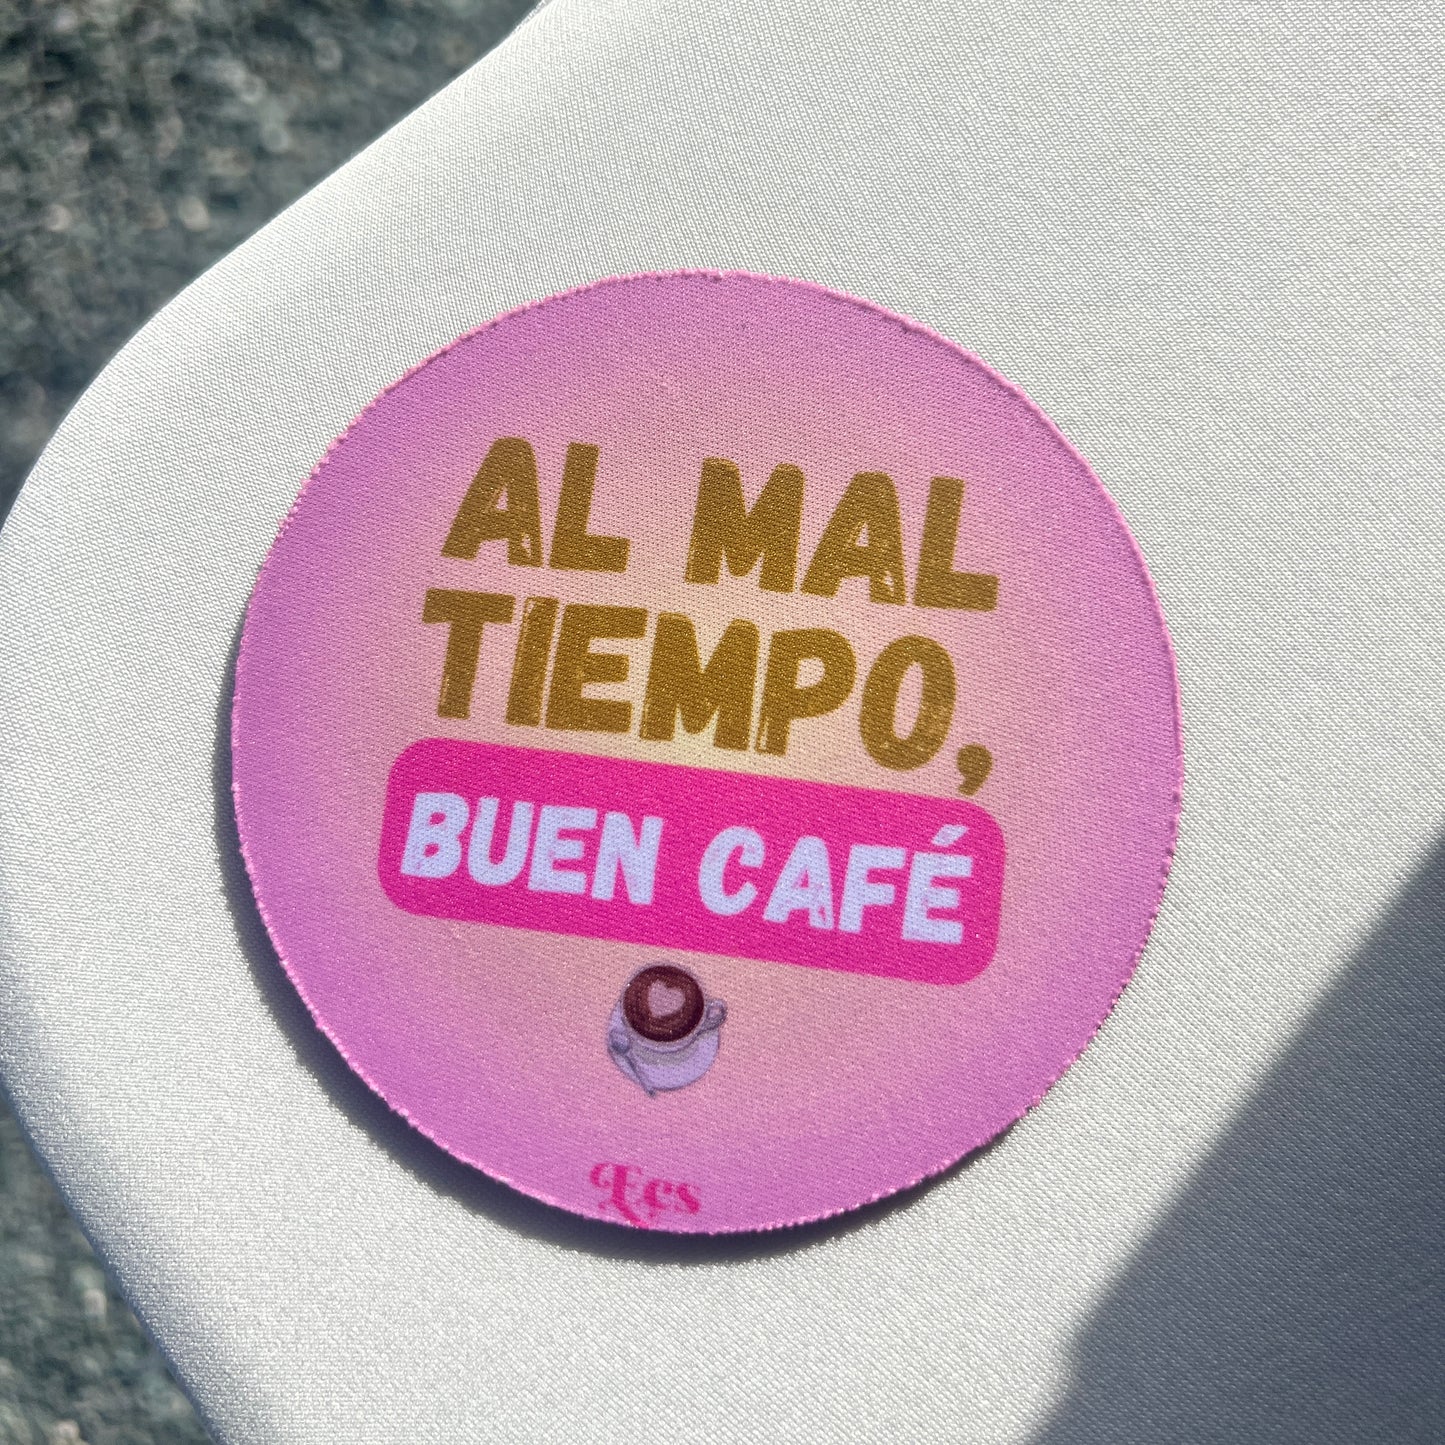 AL MAL
TIEMPO,
BUEN CAFÉ